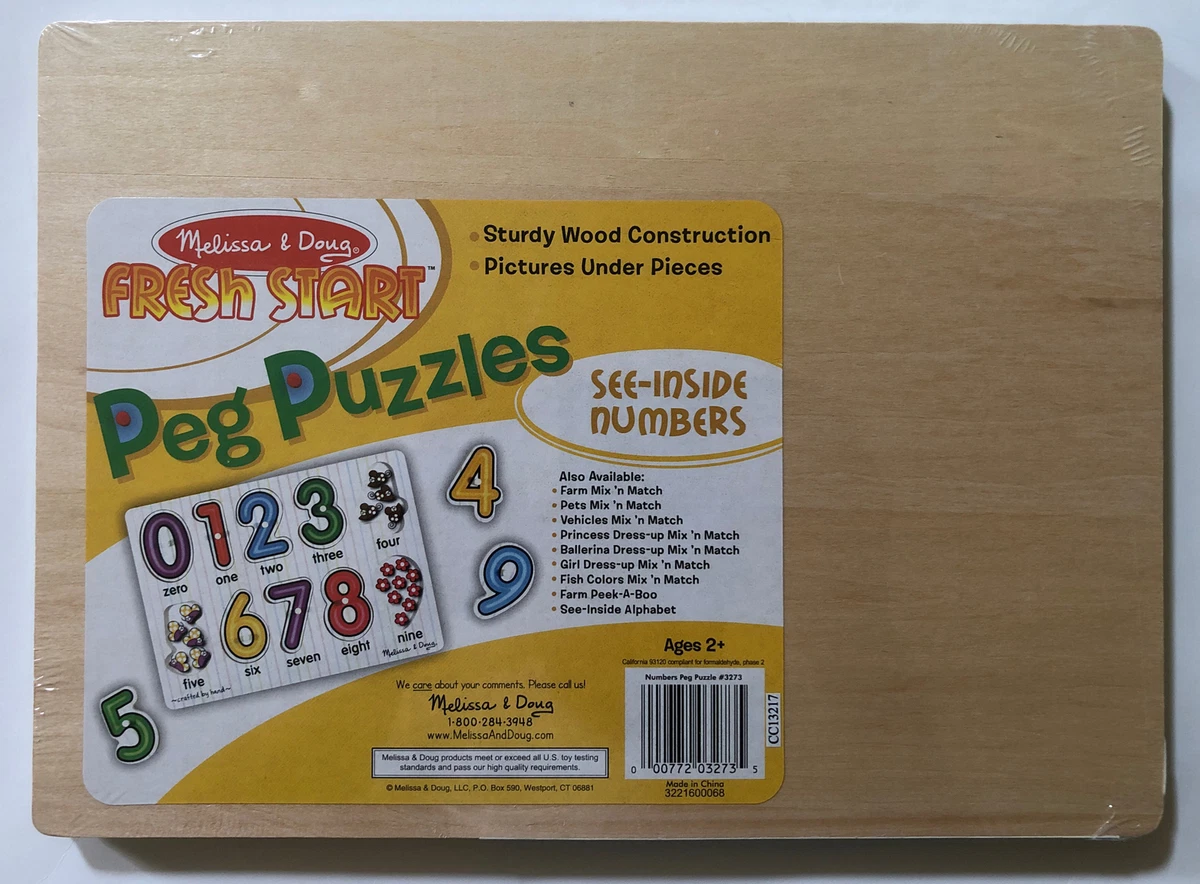 Melissa & Doug®
FRESH START™
• Sturdy Wood Construction
• Pictures Under Pieces
Peg Puzzles
SEE-INSIDE
NUMBERS
0 1 2 3
zero one two three four
6 7 8
five six seven eight nine
~crafted by hand~
Melissa & Doug
4
9
5
Also Available:
• Farm Mix 'n Match
• Pets Mix 'n Match
• Vehicles Mix 'n Match
• Princess Dress-up Mix 'n Match
• Ballerina Dress-up Mix 'n Match
• Girl Dress-up Mix 'n Match
• Fish Colors Mix 'n Match
• Farm Peek-A-Boo
• See-Inside Alphabet
Ages 2+
California 93120 compliant for formaldehyde, phase 2
We care about your comments. Please call us!
Melissa & Doug
1-800-284-3948
www.MelissaAndDoug.com
Melissa & Doug products meet or exceed all U.S. toy testing
standards and pass our high quality requirements.
© Melissa & Doug, LLC, P.O. Box 590, Westport, CT 06881
Numbers Peg Puzzle #3273
0 00772 03273 5
Made in China
3221600068
CC13217